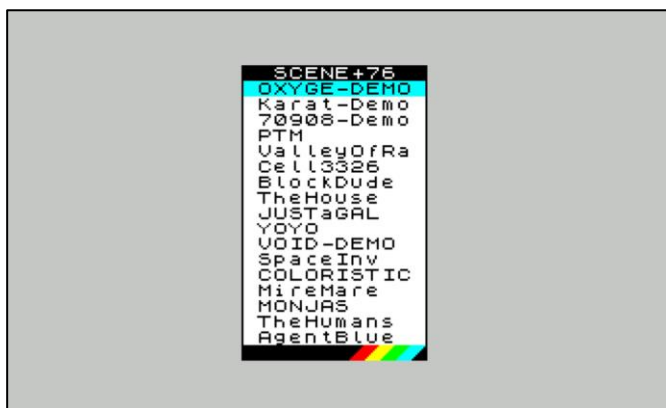 SCENE+76
OXYGE-DEMO
Karat-Demo
70908-Demo
PTM
ValleyOfRa
Cell3326
BlockDude
TheHouse
JUSTaGAL
YOYO
VOID-DEMO
SpaceInv
COLORISTIC
MireMare
MONJAS
TheHumans
AgentBlue